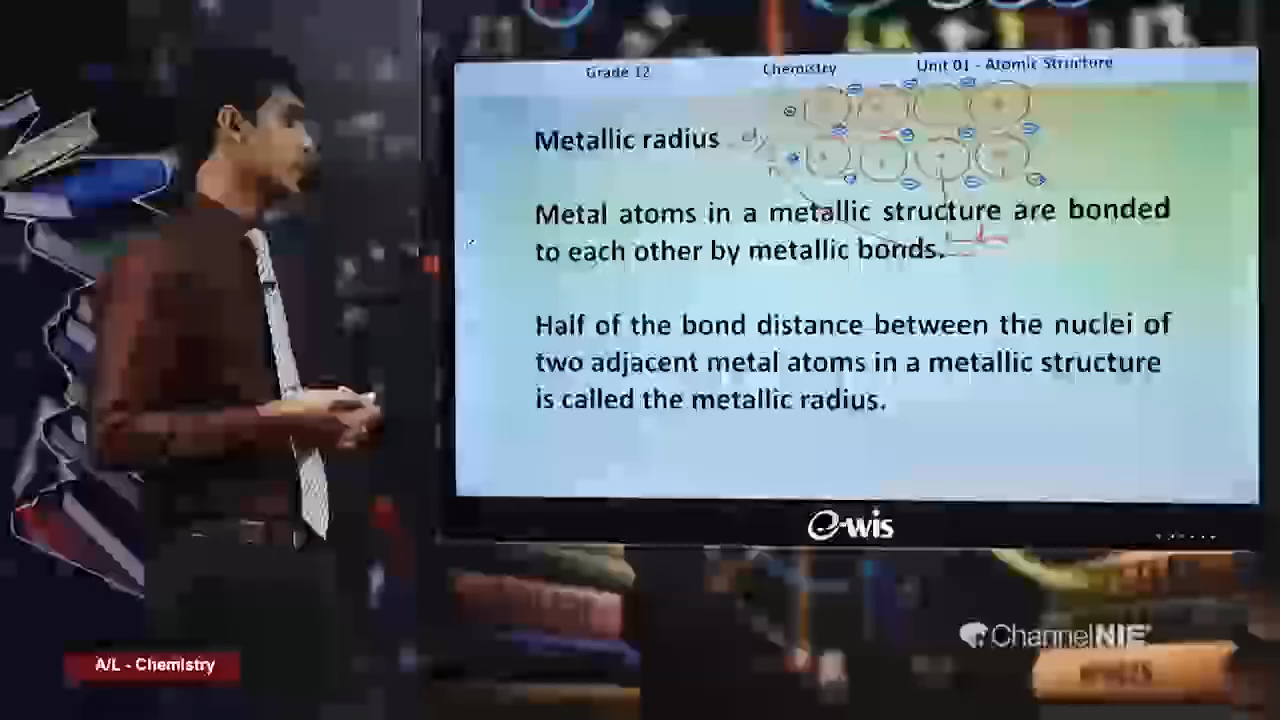 Grade 12 Chemistry Unit 01 - Atomic Structure
Metallic radius
Metal atoms in a metallic structure are bonded
to each other by metallic bonds.
Half of the bond distance between the nuclei of
two adjacent metal atoms in a metallic structure
is called the metallic radius.
e-wis
ChannelNIE
A/L - Chemistry